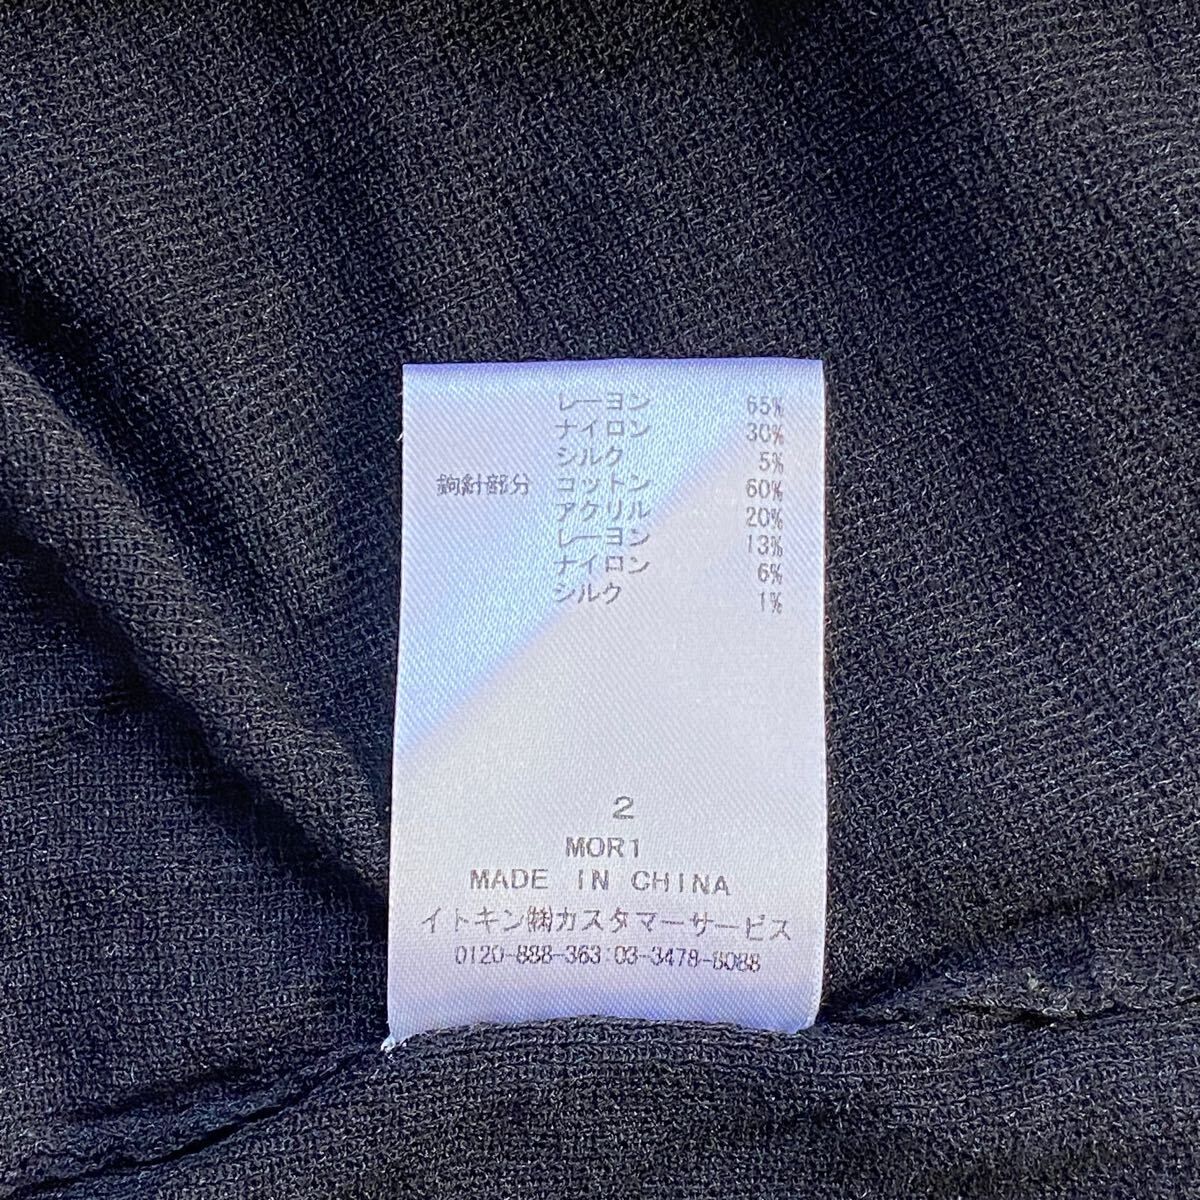 レーヨン 65%
ナイロン 30%
シルク 5%
鉤針部分 コットン 60%
アクリル 20%
レーヨン 13%
ナイロン 6%
シルク 1%
2
MOR1
MADE IN CHINA
イトキン㈱カスタマーサービス
0120-888-363:03-3478-8088